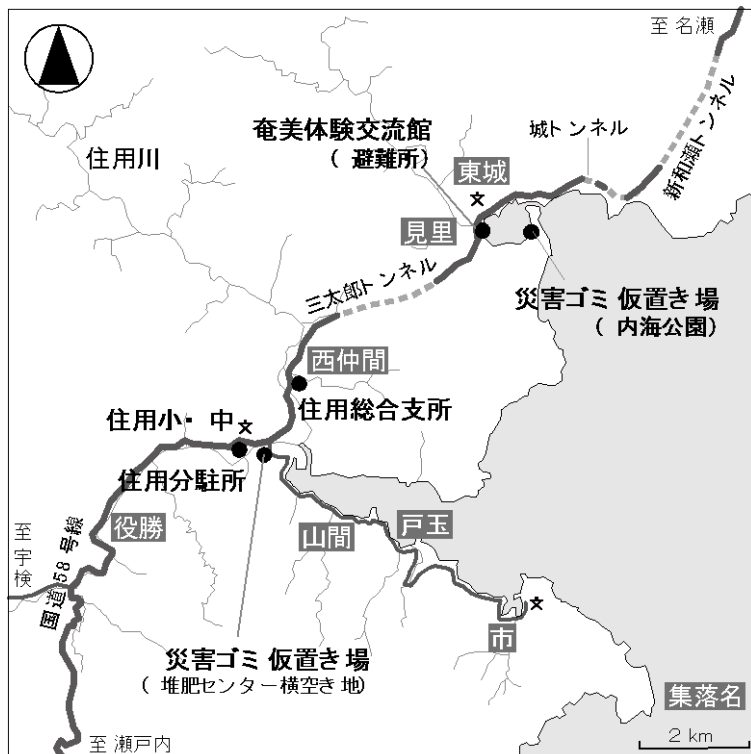 至 名瀬
城トンネル
新和瀬トンネル
奄美体験交流館
( 避難所)
東城
住用川
見里
三太郎トンネル
災害ゴミ 仮置き 場
( 内海公園)
西仲間
住用総合支所
住用小・ 中
住用分駐所
役勝
山間
戸玉
至 宇検
国道 58 号線
市
災害ゴミ 仮置き 場
( 堆肥センター横空き 地)
集落名
至 瀬戸内
2 km